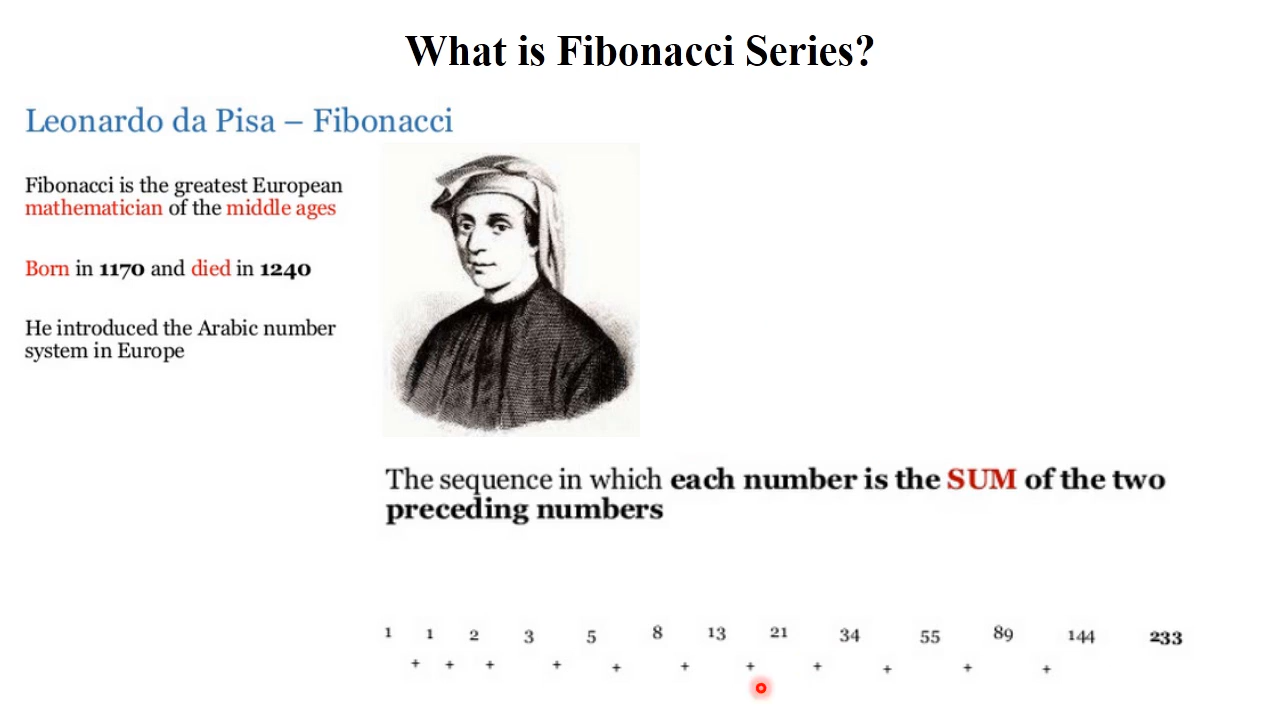 What is Fibonacci Series?
Leonardo da Pisa – Fibonacci
Fibonacci is the greatest European
mathematician of the middle ages
Born in 1170 and died in 1240
He introduced the Arabic number
system in Europe
The sequence in which each number is the SUM of the two
preceding numbers
1 1 2 3 5 8 13 21 34 55 89 144 233
+ + + + + + + + + + +